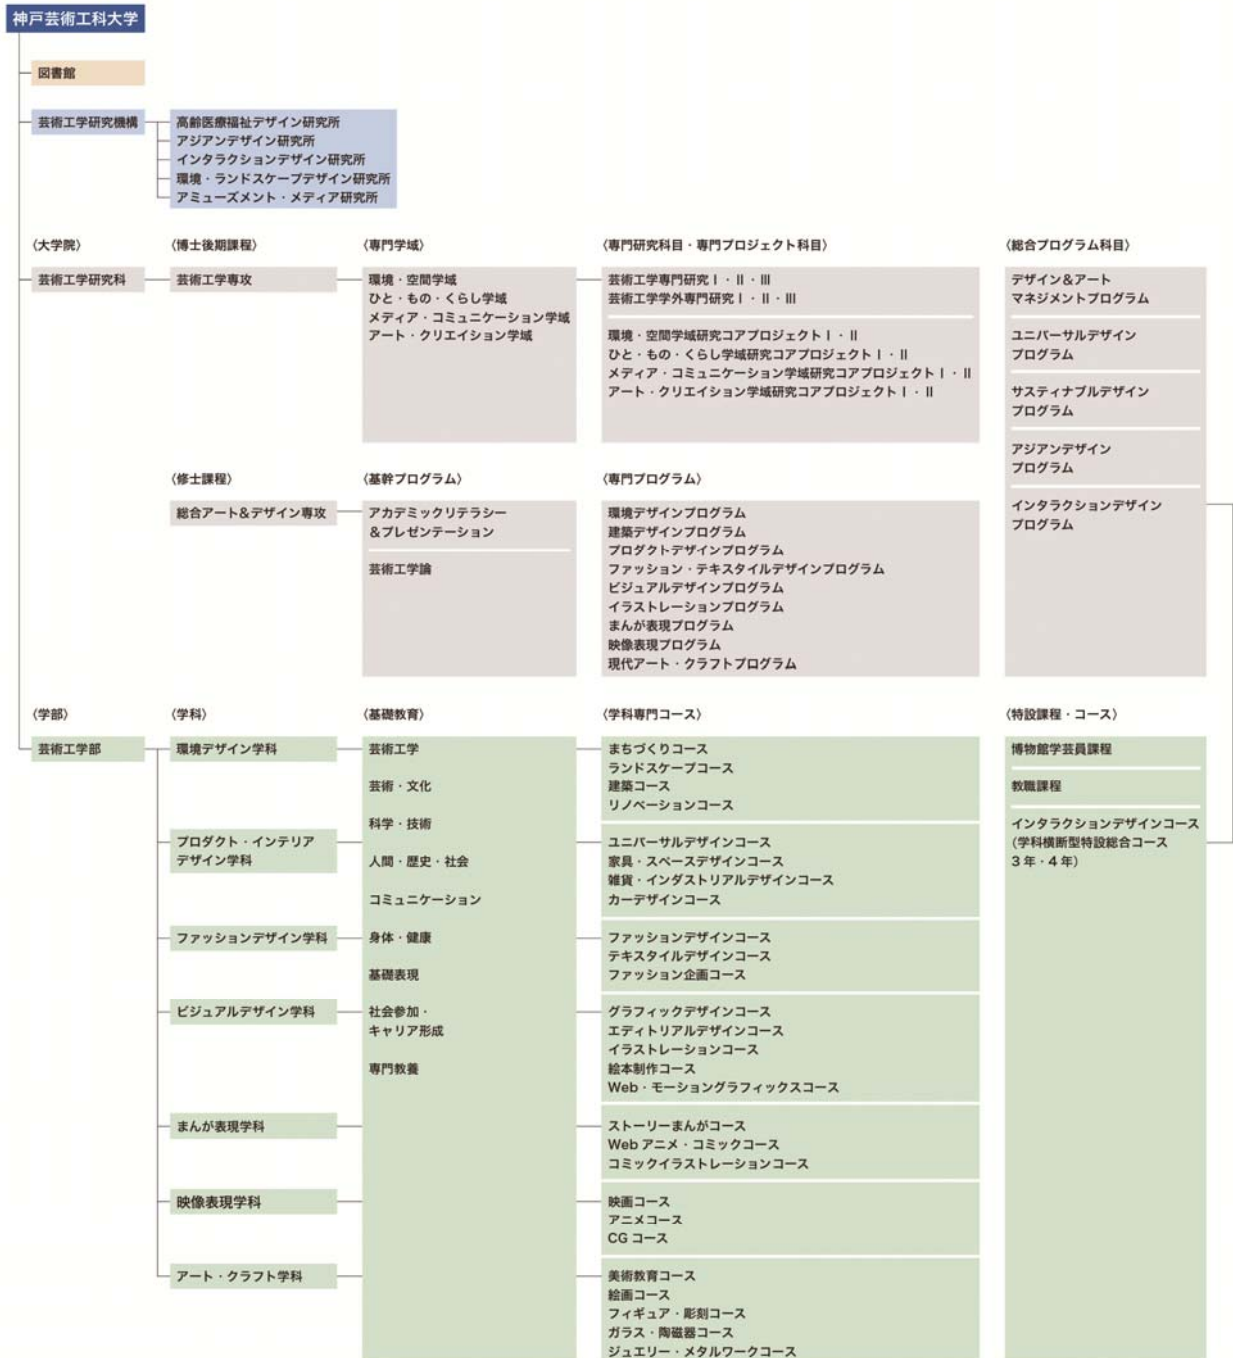 神戸芸術工科大学
図書館
芸術工学研究機構
高齢医療福祉デザイン研究所
アジアンデザイン研究所
インタラクションデザイン研究所
環境・ランドスケープデザイン研究所
アミューズメント・メディア研究所
〈大学院〉
〈博士後期課程〉
〈専門学域〉
〈専門研究科目・専門プロジェクト科目〉
〈総合プログラム科目〉
芸術工学研究科
芸術工学専攻
環境・空間学域
ひと・もの・くらし学域
メディア・コミュニケーション学域
アート・クリエイション学域
芸術工学専門研究Ⅰ・Ⅱ・Ⅲ
芸術工学学外専門研究Ⅰ・Ⅱ・Ⅲ
環境・空間学域研究コアプロジェクトⅠ・Ⅱ
ひと・もの・くらし学域研究コアプロジェクトⅠ・Ⅱ
メディア・コミュニケーション学域研究コアプロジェクトⅠ・Ⅱ
アート・クリエイション学域研究コアプロジェクトⅠ・Ⅱ
デザイン&アート
マネジメントプログラム
ユニバーサルデザイン
プログラム
サスティナブルデザイン
プログラム
アジアンデザイン
プログラム
インタラクションデザイン
プログラム
〈修士課程〉
〈基幹プログラム〉
〈専門プログラム〉
総合アート&デザイン専攻
アカデミックリテラシー
&プレゼンテーション
芸術工学論
環境デザインプログラム
建築デザインプログラム
プロダクトデザインプログラム
ファッション・テキスタイルデザインプログラム
ビジュアルデザインプログラム
イラストレーションプログラム
まんが表現プログラム
映像表現プログラム
現代アート・クラフトプログラム
〈学部〉
〈学科〉
〈基礎教育〉
〈学科専門コース〉
〈特設課程・コース〉
芸術工学部
環境デザイン学科
プロダクト・インテリア
デザイン学科
ファッションデザイン学科
ビジュアルデザイン学科
まんが表現学科
映像表現学科
アート・クラフト学科
芸術工学
芸術・文化
科学・技術
人間・歴史・社会
コミュニケーション
身体・健康
基礎表現
社会参加・
キャリア形成
専門教養
まちづくりコース
ランドスケープコース
建築コース
リノベーションコース
ユニバーサルデザインコース
家具・スペースデザインコース
雑貨・インダストリアルデザインコース
カーデザインコース
ファッションデザインコース
テキスタイルデザインコース
ファッション企画コース
グラフィックデザインコース
エディトリアルデザインコース
イラストレーションコース
絵本制作コース
Web・モーショングラフィックスコース
ストーリーまんがコース
Web アニメ・コミックコース
コミックイラストレーションコース
映画コース
アニメコース
CG コース
美術教育コース
絵画コース
フィギュア・彫刻コース
ガラス・陶磁器コース
ジュエリー・メタルワークコース
博物館学芸員課程
教職課程
インタラクションデザインコース
(学科横断型特設総合コース
3年・4年)